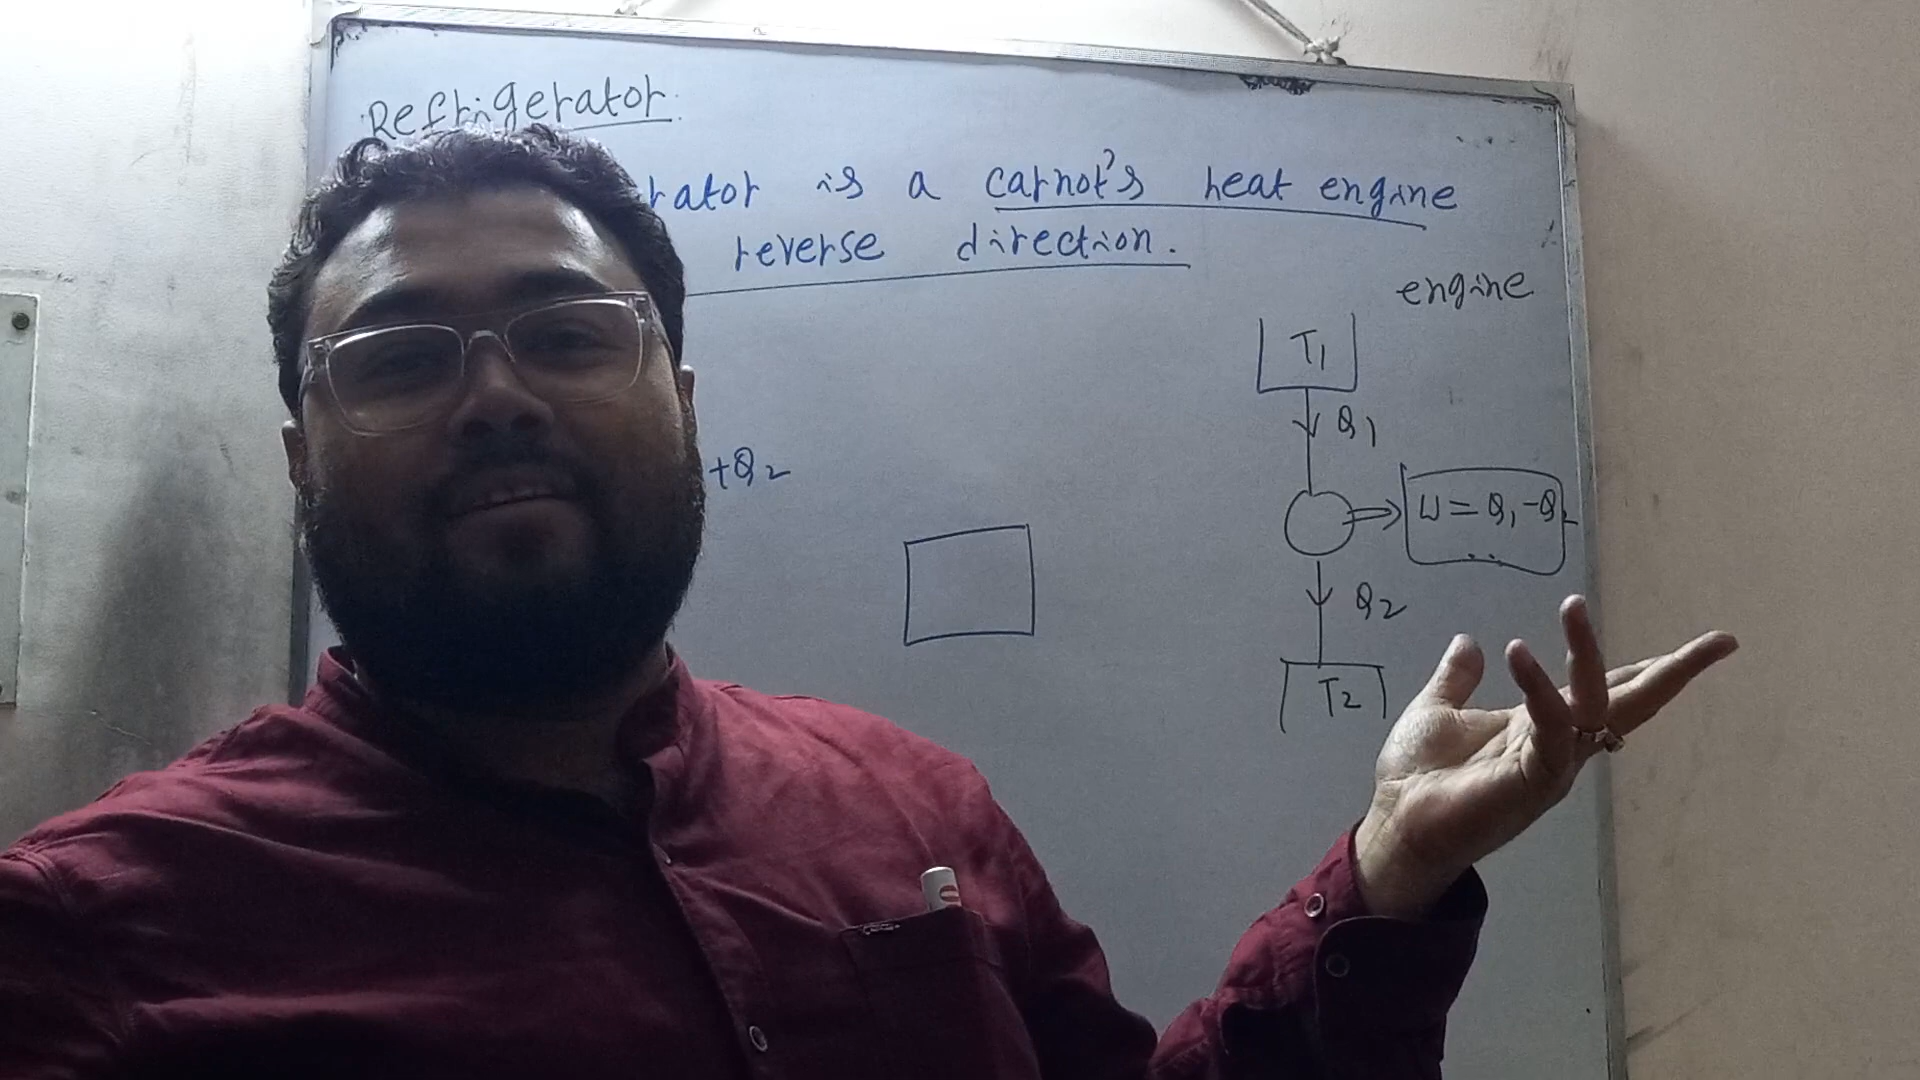 Refrigerator.
rator is a carnot's heat engine
reverse direction.
engine
T1
Q1
+Q2
W = Q1-Q2
Q2
T2